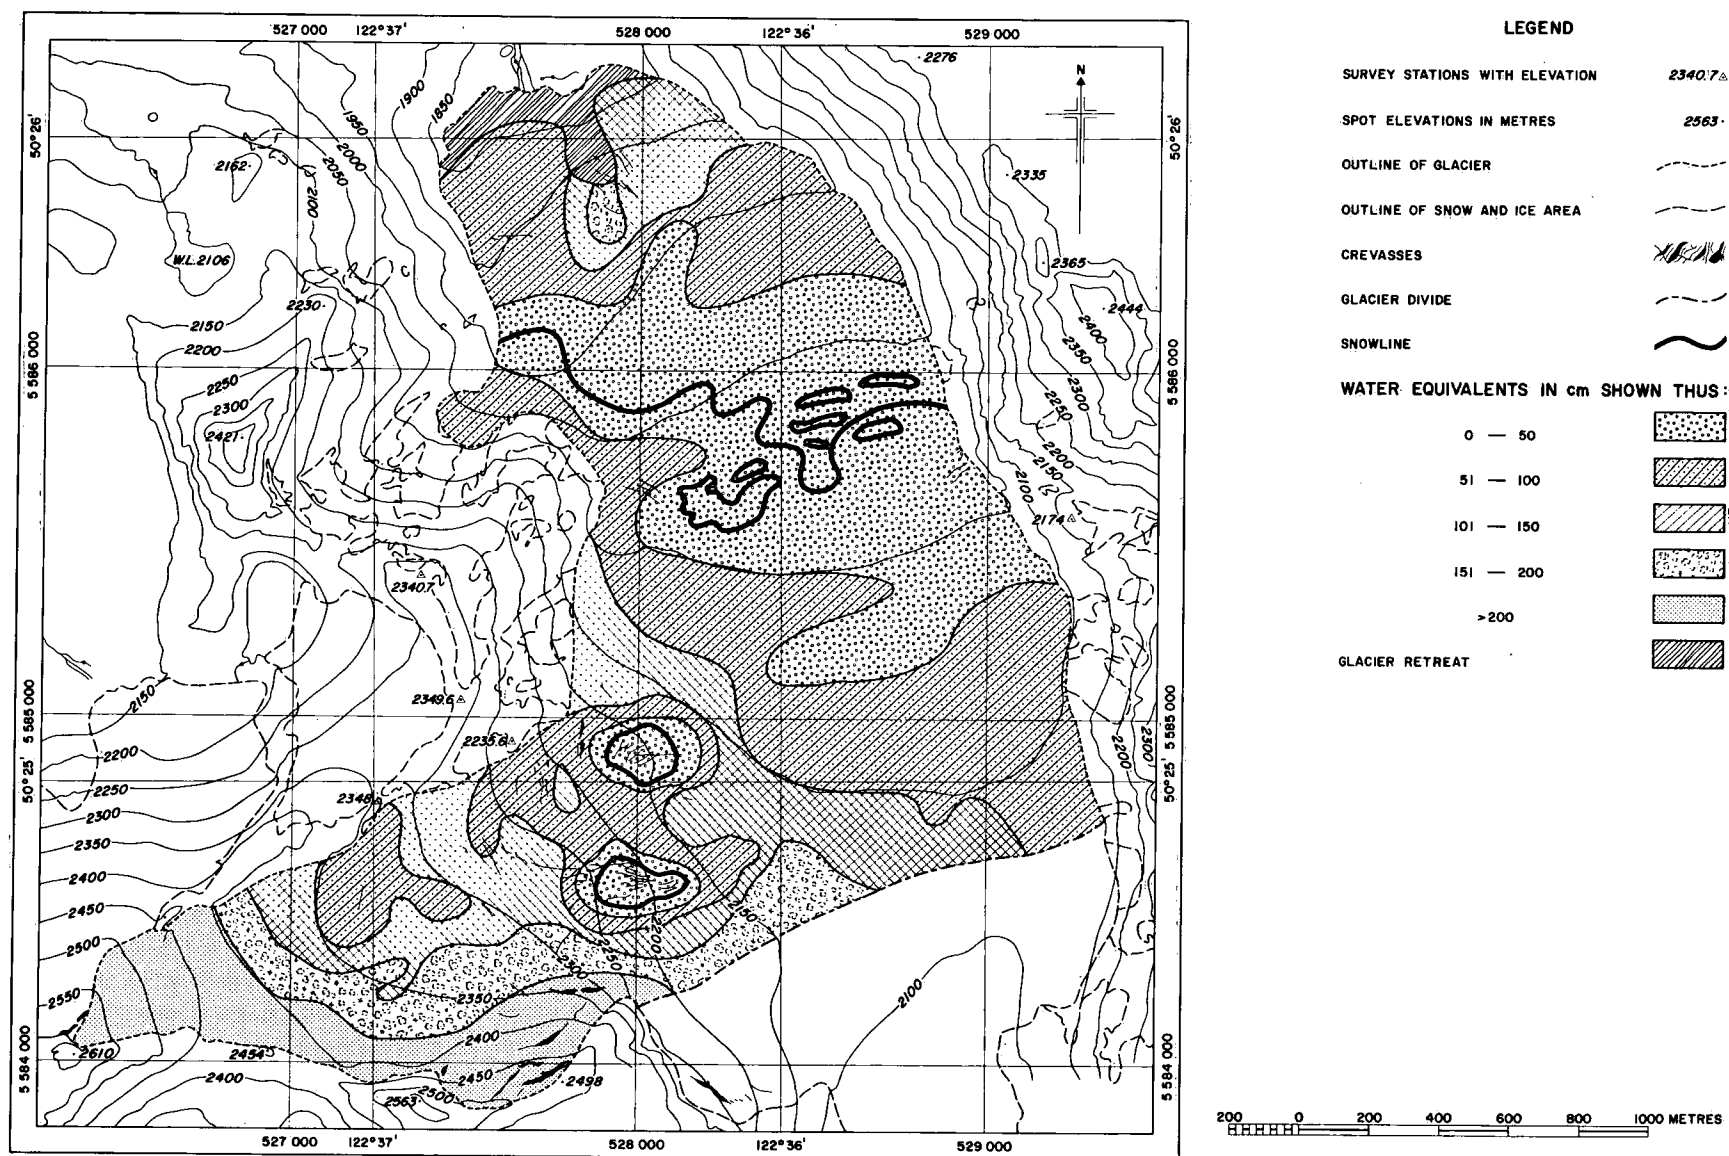 527 000 122° 37' 528 000 122° 36' 529 000
LEGEND
SURVEY STATIONS WITH ELEVATION 2340.7
SPOT ELEVATIONS IN METRES 2563
OUTLINE OF GLACIER
OUTLINE OF SNOW AND ICE AREA
CREVASSES
GLACIER DIVIDE
SNOWLINE
WATER EQUIVALENTS IN cm SHOWN THUS:
0 — 50
51 — 100
101 — 150
151 — 200
>200
GLACIER RETREAT
200 0 200 400 600 800 1000 METRES
N
50° 26'
50° 26'
5 586 000
5 586 000
5 585 000
5 585 000
50° 25'
50° 25'
5 584 000
5 584 000
2276
1900
1850
1950
2000
2050
2100
2162
2335
W.L. 2106
2365
2230
2444
2150
2400
2200
2350
2250
2300
2300
2250
2427
2200
2150
2100
2174
2340.7
2349.6
2150
2235.6
2200
2300
2200
2250
2348
2300
2350
2400
2450
2150
2500
2200
2250
2300
2550
2350
2100
2400
2610
2454
2450
2498
2400
2500
2563
527 000 122° 37' 528 000 122° 36' 529 000